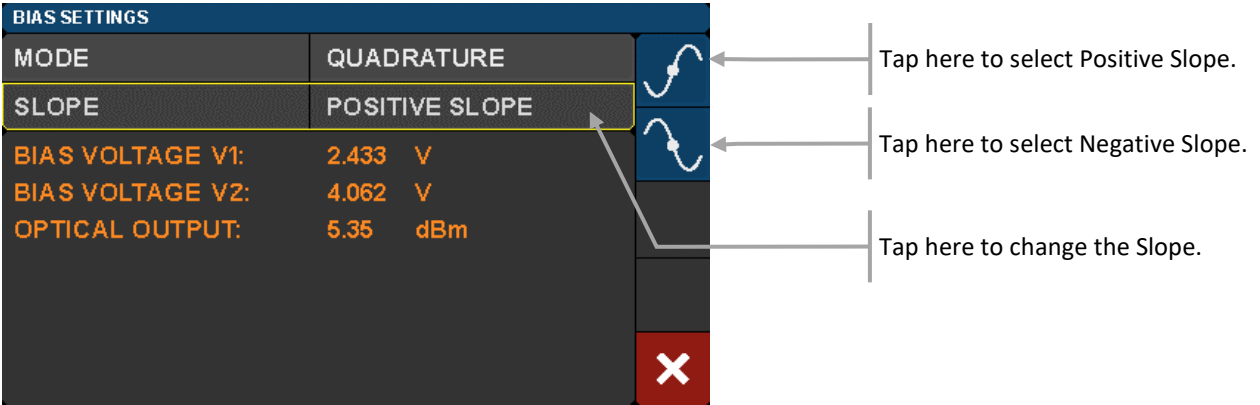 BIAS SETTINGS
MODE QUADRATURE
SLOPE POSITIVE SLOPE
BIAS VOLTAGE V1: 2.433 V
BIAS VOLTAGE V2: 4.062 V
OPTICAL OUTPUT: 5.35 dBm
Tap here to select Positive Slope.
Tap here to select Negative Slope.
Tap here to change the Slope.